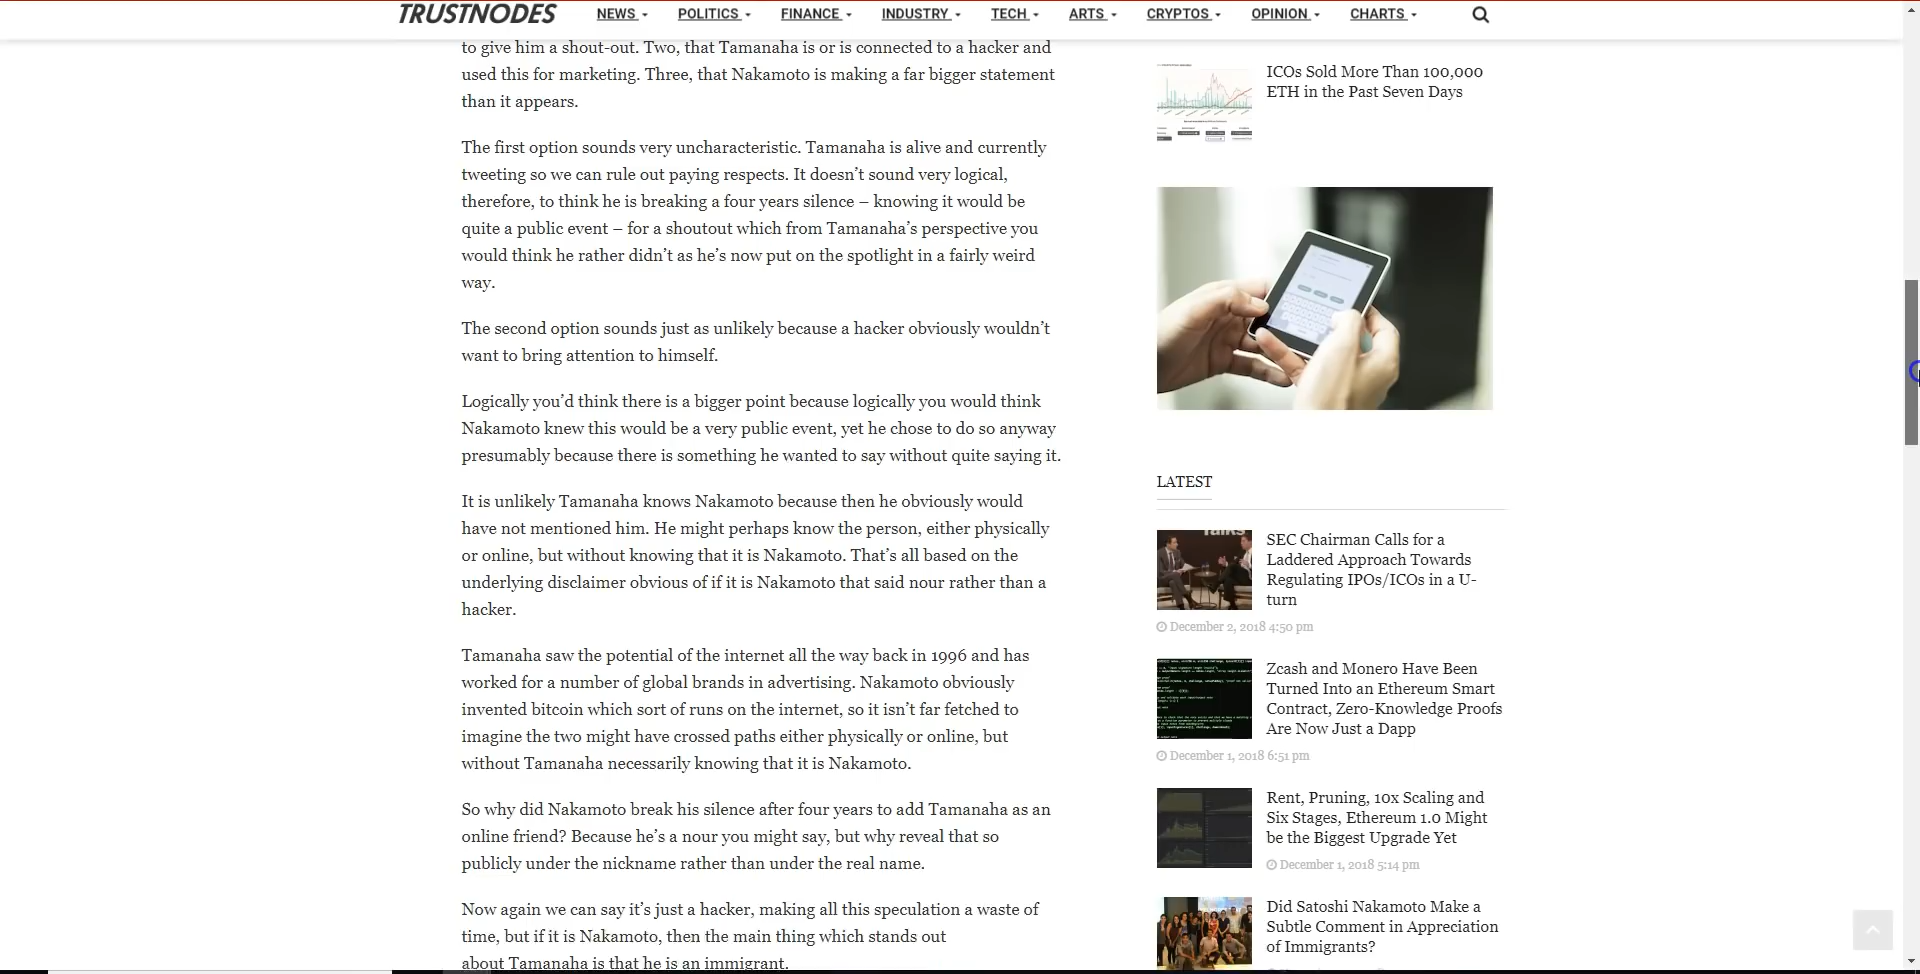 TRUSTNODES
NEWS
POLITICS
FINANCE
INDUSTRY
TECH
ARTS
CRYPTOS
OPINION
CHARTS
to give him a shout-out. Two, that Tamanaha is or is connected to a hacker and
used this for marketing. Three, that Nakamoto is making a far bigger statement
than it appears.
The first option sounds very uncharacteristic. Tamanaha is alive and currently
tweeting so we can rule out paying respects. It doesn’t sound very logical,
therefore, to think he is breaking a four years silence – knowing it would be
quite a public event – for a shoutout which from Tamanaha’s perspective you
would think he rather didn’t as he’s now put on the spotlight in a fairly weird
way.
The second option sounds just as unlikely because a hacker obviously wouldn’t
want to bring attention to himself.
Logically you’d think there is a bigger point because logically you would think
Nakamoto knew this would be a very public event, yet he chose to do so anyway
presumably because there is something he wanted to say without quite saying it.
It is unlikely Tamanaha knows Nakamoto because then he obviously would
have not mentioned him. He might perhaps know the person, either physically
or online, but without knowing that it is Nakamoto. That’s all based on the
underlying disclaimer obvious of if it is Nakamoto that said nour rather than a
hacker.
Tamanaha saw the potential of the internet all the way back in 1996 and has
worked for a number of global brands in advertising. Nakamoto obviously
invented bitcoin which sort of runs on the internet, so it isn’t far fetched to
imagine the two might have crossed paths either physically or online, but
without Tamanaha necessarily knowing that it is Nakamoto.
So why did Nakamoto break his silence after four years to add Tamanaha as an
online friend? Because he’s a nour you might say, but why reveal that so
publicly under the nickname rather than under the real name.
Now again we can say it’s just a hacker, making all this speculation a waste of
time, but if it is Nakamoto, then the main thing which stands out
about Tamanaha is that he is an immigrant.
ICOs Sold More Than 100,000
ETH in the Past Seven Days
LATEST
Talks
SEC Chairman Calls for a
Laddered Approach Towards
Regulating IPOs/ICOs in a U-
turn
December 2, 2018 4:50 pm
Zcash and Monero Have Been
Turned Into an Ethereum Smart
Contract, Zero-Knowledge Proofs
Are Now Just a Dapp
December 1, 2018 6:51 pm
Rent, Pruning, 10x Scaling and
Six Stages, Ethereum 1.0 Might
be the Biggest Upgrade Yet
December 1, 2018 5:14 pm
Did Satoshi Nakamoto Make a
Subtle Comment in Appreciation
of Immigrants?